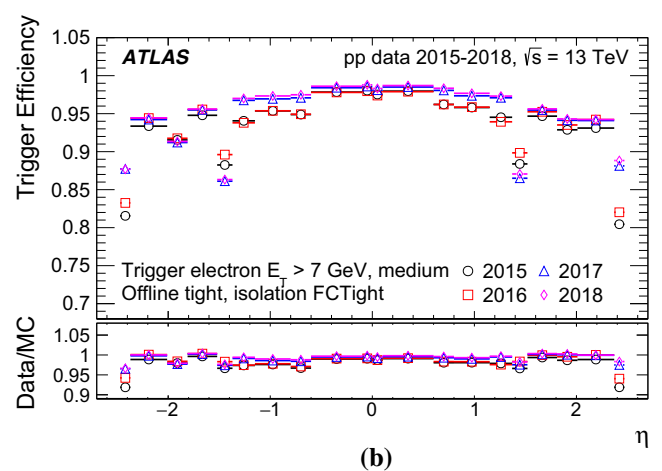 1.05
ATLAS
pp data 2015-2018, √s = 13 TeV
1
0.95
0.9
0.85
0.8
0.75
0.7
Trigger Efficiency
Trigger electron E_T > 7 GeV, medium
Offline tight, isolation FCTight
2015
2017
2016
2018
Data/MC
1.05
1
0.95
0.9
−2
−1
0
1
2
η
(b)